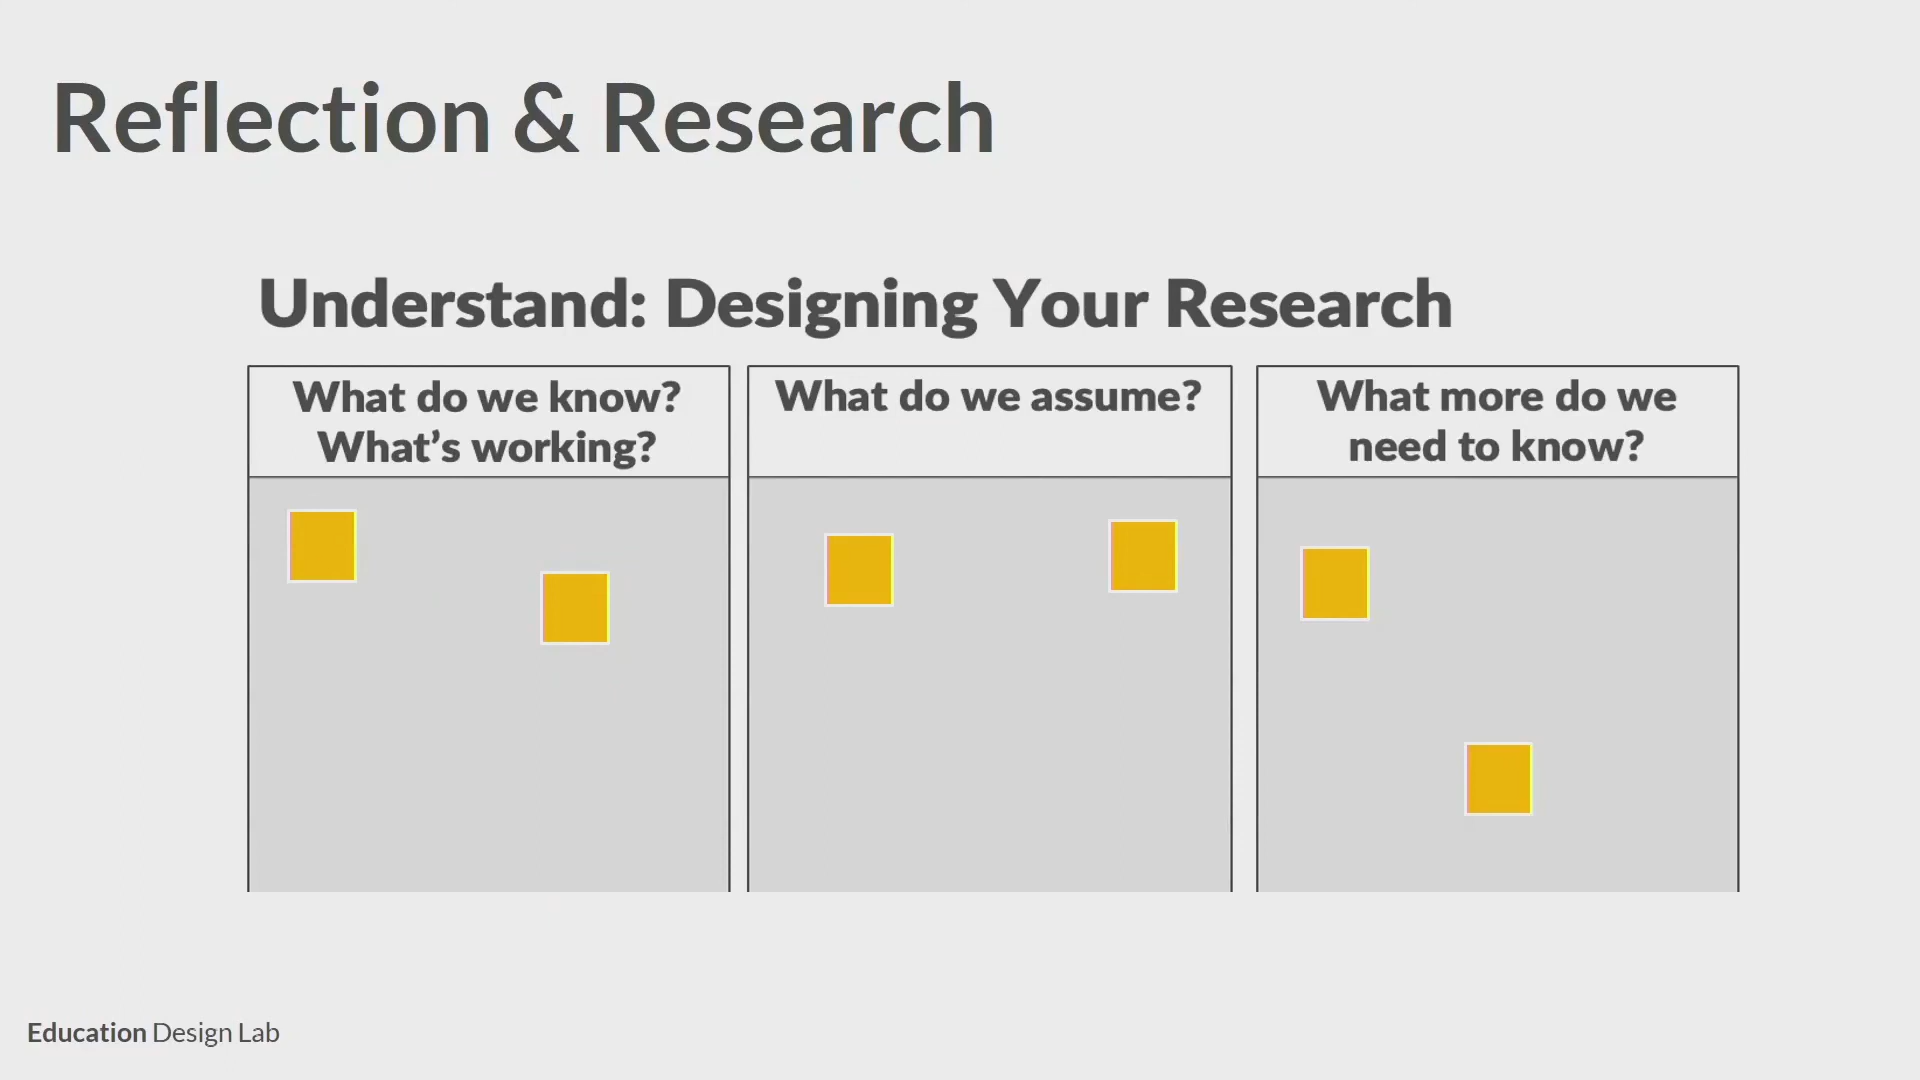 Reflection & Research
Understand: Designing Your Research
What do we know?
What’s working?
What do we assume?
What more do we
need to know?
Education Design Lab